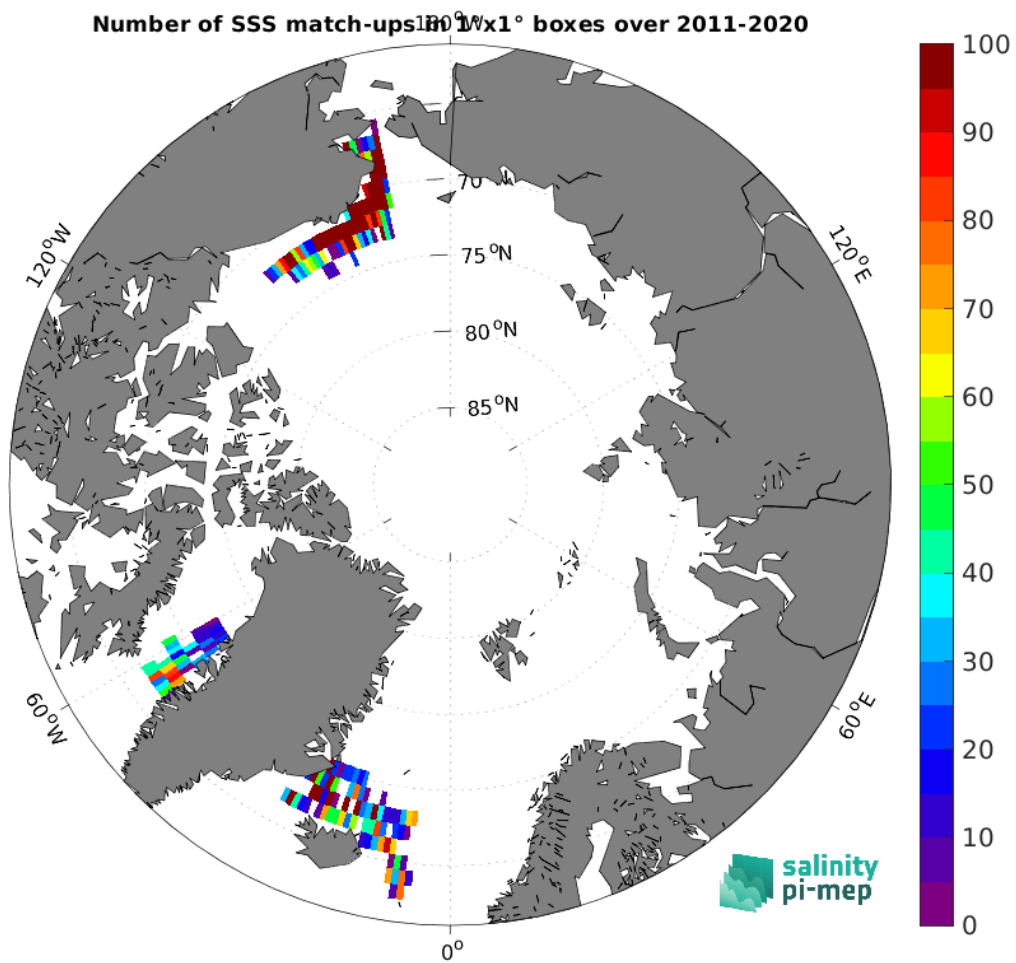 Number of SSS match-ups in 1°x1° boxes over 2011-2020
180°W
120°W
120°E
70°N
75°N
80°N
85°N
60°W
60°E
0°
100
90
80
70
60
50
40
30
20
10
0
salinity
pi-mep